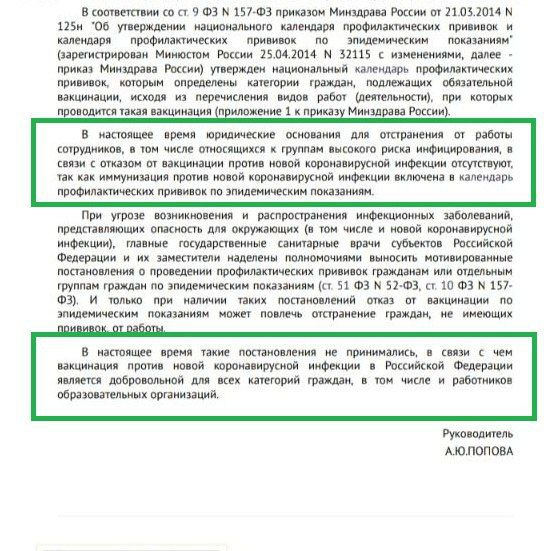 В соответствии со ст. 9 ФЗ N 157-ФЗ приказом Минздрава России от 21.03.2014 N
125н "Об утверждении национального календаря профилактических прививок и
календаря профилактических прививок по эпидемическим показаниям"
(зарегистрирован Минюстом России 25.04.2014 N 32115 с изменениями, далее -
приказ Минздрава России) утвержден национальный календарь профилактических
прививок, которым определены категории граждан, подлежащих обязательной
вакцинации, исходя из перечисления видов работ (деятельности), при которых
проводится такая вакцинация (приложение 1 к приказу Минздрава России).
В настоящее время юридические основания для отстранения от работы
сотрудников, в том числе относящихся к группам высокого риска инфицирования, в
связи с отказом от вакцинации против новой коронавирусной инфекции отсутствуют,
так как иммунизация против новой коронавирусной инфекции включена в календарь
профилактических прививок по эпидемическим показаниям.
При угрозе возникновения и распространения инфекционных заболеваний,
представляющих опасность для окружающих (в том числе и новой коронавирусной
инфекции), главные государственные санитарные врачи субъектов Российской
Федерации и их заместители наделены полномочиями выносить мотивированные
постановления о проведении профилактических прививок гражданам или отдельным
группам граждан по эпидемическим показаниям (ст. 51 ФЗ N 52-ФЗ, ст. 10 ФЗ N 157-
ФЗ). И только при наличии таких постановлений отказ от вакцинации по
эпидемическим показаниям может повлечь отстранение граждан, не имеющих
прививок, от работы.
В настоящее время такие постановления не принимались, в связи с чем
вакцинация против новой коронавирусной инфекции в Российской Федерации
является добровольной для всех категорий граждан, в том числе и работников
образовательных организаций.
Руководитель
А.Ю.ПОПОВА